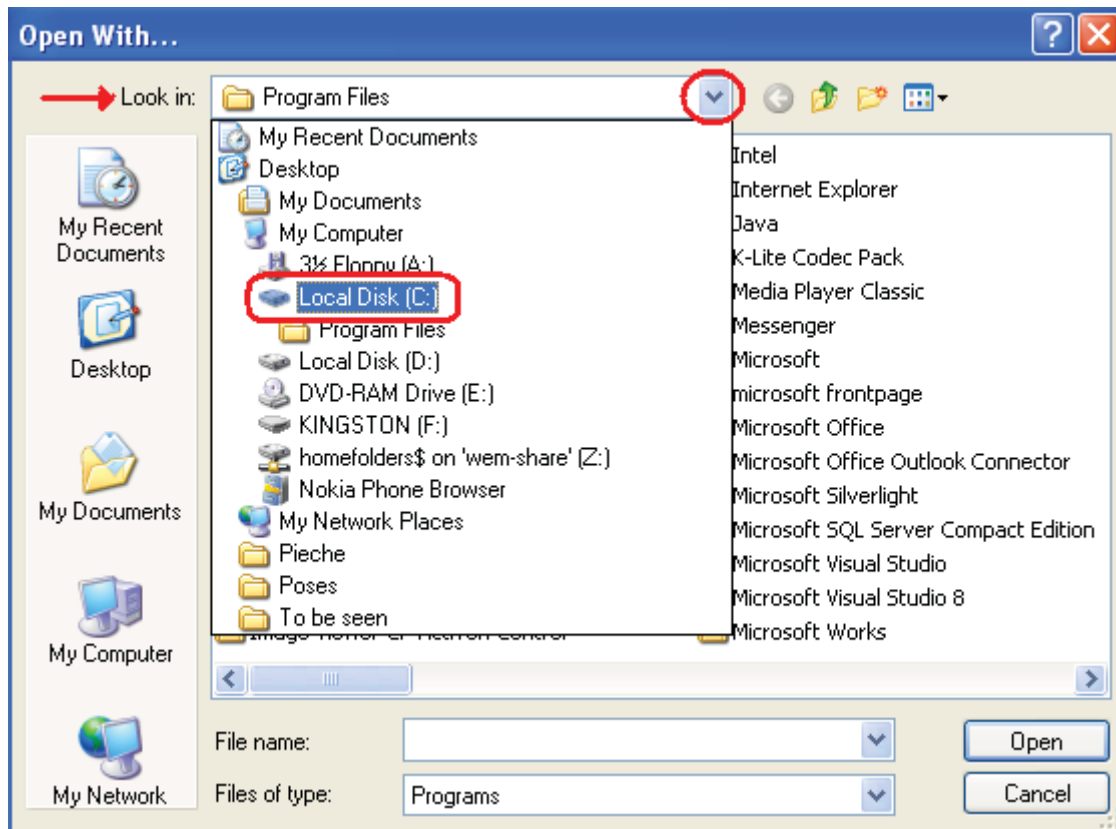 Open With...
Look in: Program Files
My Recent Documents
Desktop
My Documents
My Computer
3½ Floppy (A:)
Local Disk (C:)
Program Files
Local Disk (D:)
DVD-RAM Drive (E:)
KINGSTON (F:)
homefolders$ on 'wem-share' (Z:)
Nokia Phone Browser
My Network Places
Pieche
Poses
To be seen
Intel
Internet Explorer
Java
K-Lite Codec Pack
Media Player Classic
Messenger
Microsoft
microsoft frontpage
Microsoft Office
Microsoft Office Outlook Connector
Microsoft Silverlight
Microsoft SQL Server Compact Edition
Microsoft Visual Studio
Microsoft Visual Studio 8
Microsoft Works
My Recent
Documents
Desktop
My Documents
My Computer
My Network
File name:
Open
Files of type: Programs
Cancel